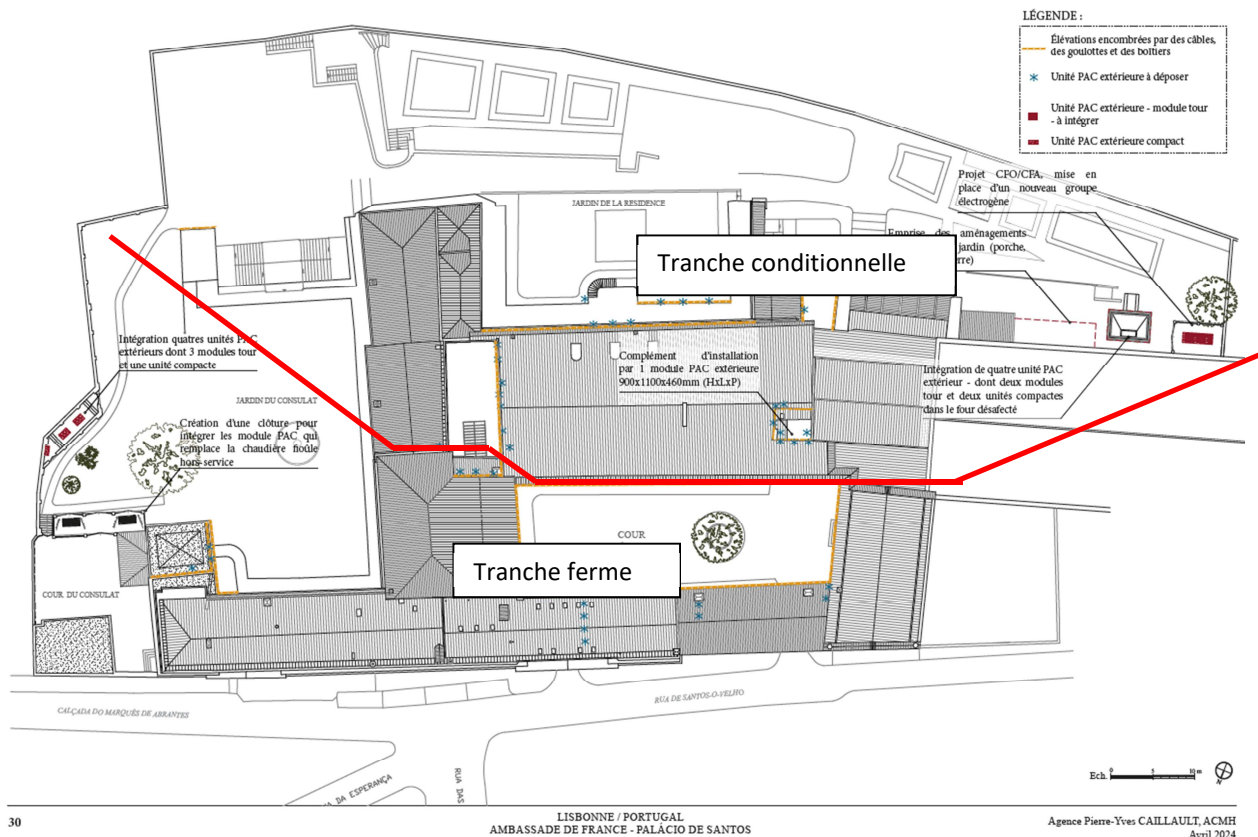 LÉGENDE :
Élévations encombrées par des câbles,
des goulottes et des boîtiers
Unité PAC extérieure à déposer
Unité PAC extérieure - module tour
- à intégrer
Unité PAC extérieure compact
Projet CFO/CFA, mise en
place d'un nouveau groupe
électrogène
JARDIN DE LA RESIDENCE
Emprise des aménagements
jardin (porche,
Tranche conditionnelle
Intégration quatres unités PAC
extérieurs dont 3 modules tour
et une unité compacte
Complément d'installation
par 1 module PAC extérieure
900x1100x460mm (HxLxP)
Intégration de quatre unité PAC
extérieur - dont deux modules
tour et deux unités compactes
dans le four désafecté
JARDIN DU CONSULAT
Création d'une clôture pour
intégrer les module PAC qui
remplace la chaudière fioule
hors-service
COUR
Tranche ferme
COUR DU CONSULAT
CALÇADA DO MARQUÊS DE ABRANTES
RUA DE SANTOS-O-VELHO
DA ESPERANÇA
RUA DAS
Ech. 0 5 10 m
N
30
LISBONNE / PORTUGAL
AMBASSADE DE FRANCE - PALÁCIO DE SANTOS
Agence Pierre-Yves CAILLAULT, ACMH
Avril 2024